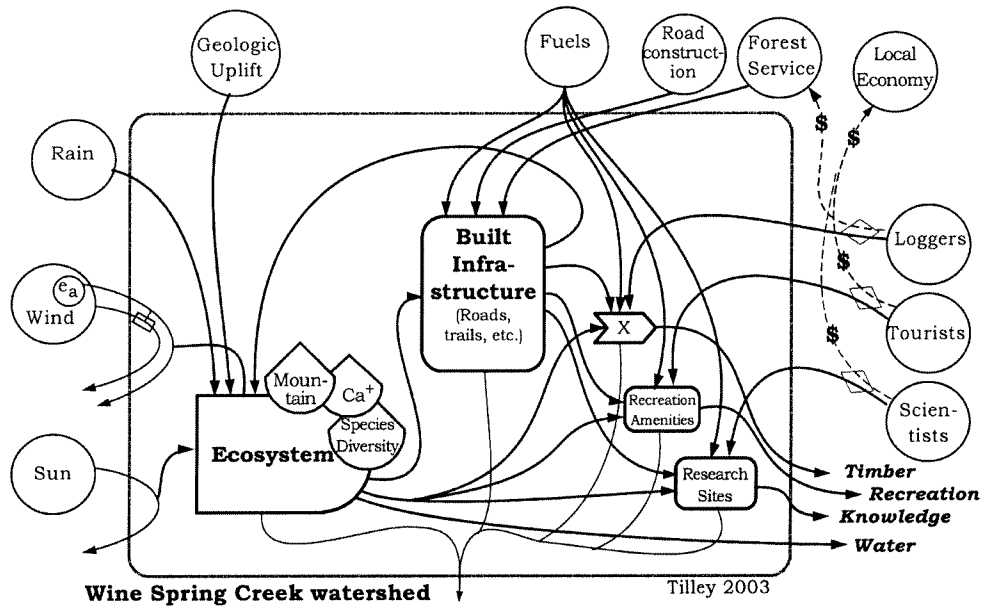 Geologic
Uplift
Fuels
Road
construct-
ion
Forest
Service
Local
Economy
Rain
$
$
Built
Infra-
structure
(Roads,
trails, etc.)
Loggers
$
ea
Wind
X
Tourists
$
Moun-
tain
Ca+
Species
Diversity
Ecosystem
Recreation
Amenities
Scien-
tists
Sun
Research
Sites
Timber
Recreation
Knowledge
Water
Wine Spring Creek watershed
Tilley 2003